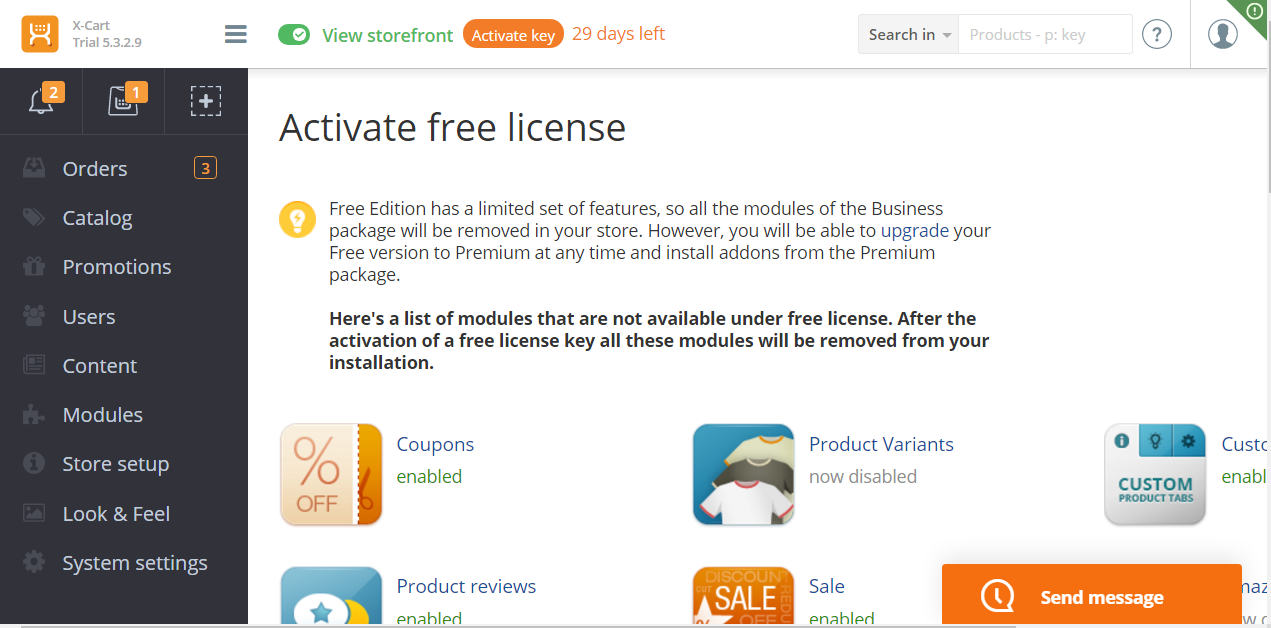 X-Cart
Trial 5.3.2.9
View storefront
Activate key
29 days left
Search in
Products - p: key
?
2
1
Orders
3
Catalog
Promotions
Users
Content
Modules
Store setup
Look & Feel
System settings
Activate free license
Free Edition has a limited set of features, so all the modules of the Business
package will be removed in your store. However, you will be able to upgrade your
Free version to Premium at any time and install addons from the Premium
package.
Here's a list of modules that are not available under free license. After the
activation of a free license key all these modules will be removed from your
installation.
%
OFF
Coupons
enabled
Product Variants
now disabled
CUSTOM
PRODUCT TABS
Custo
enabl
Product reviews
enabled
DISCOUNT
SALE
OFF
Sale
enabled
Send message